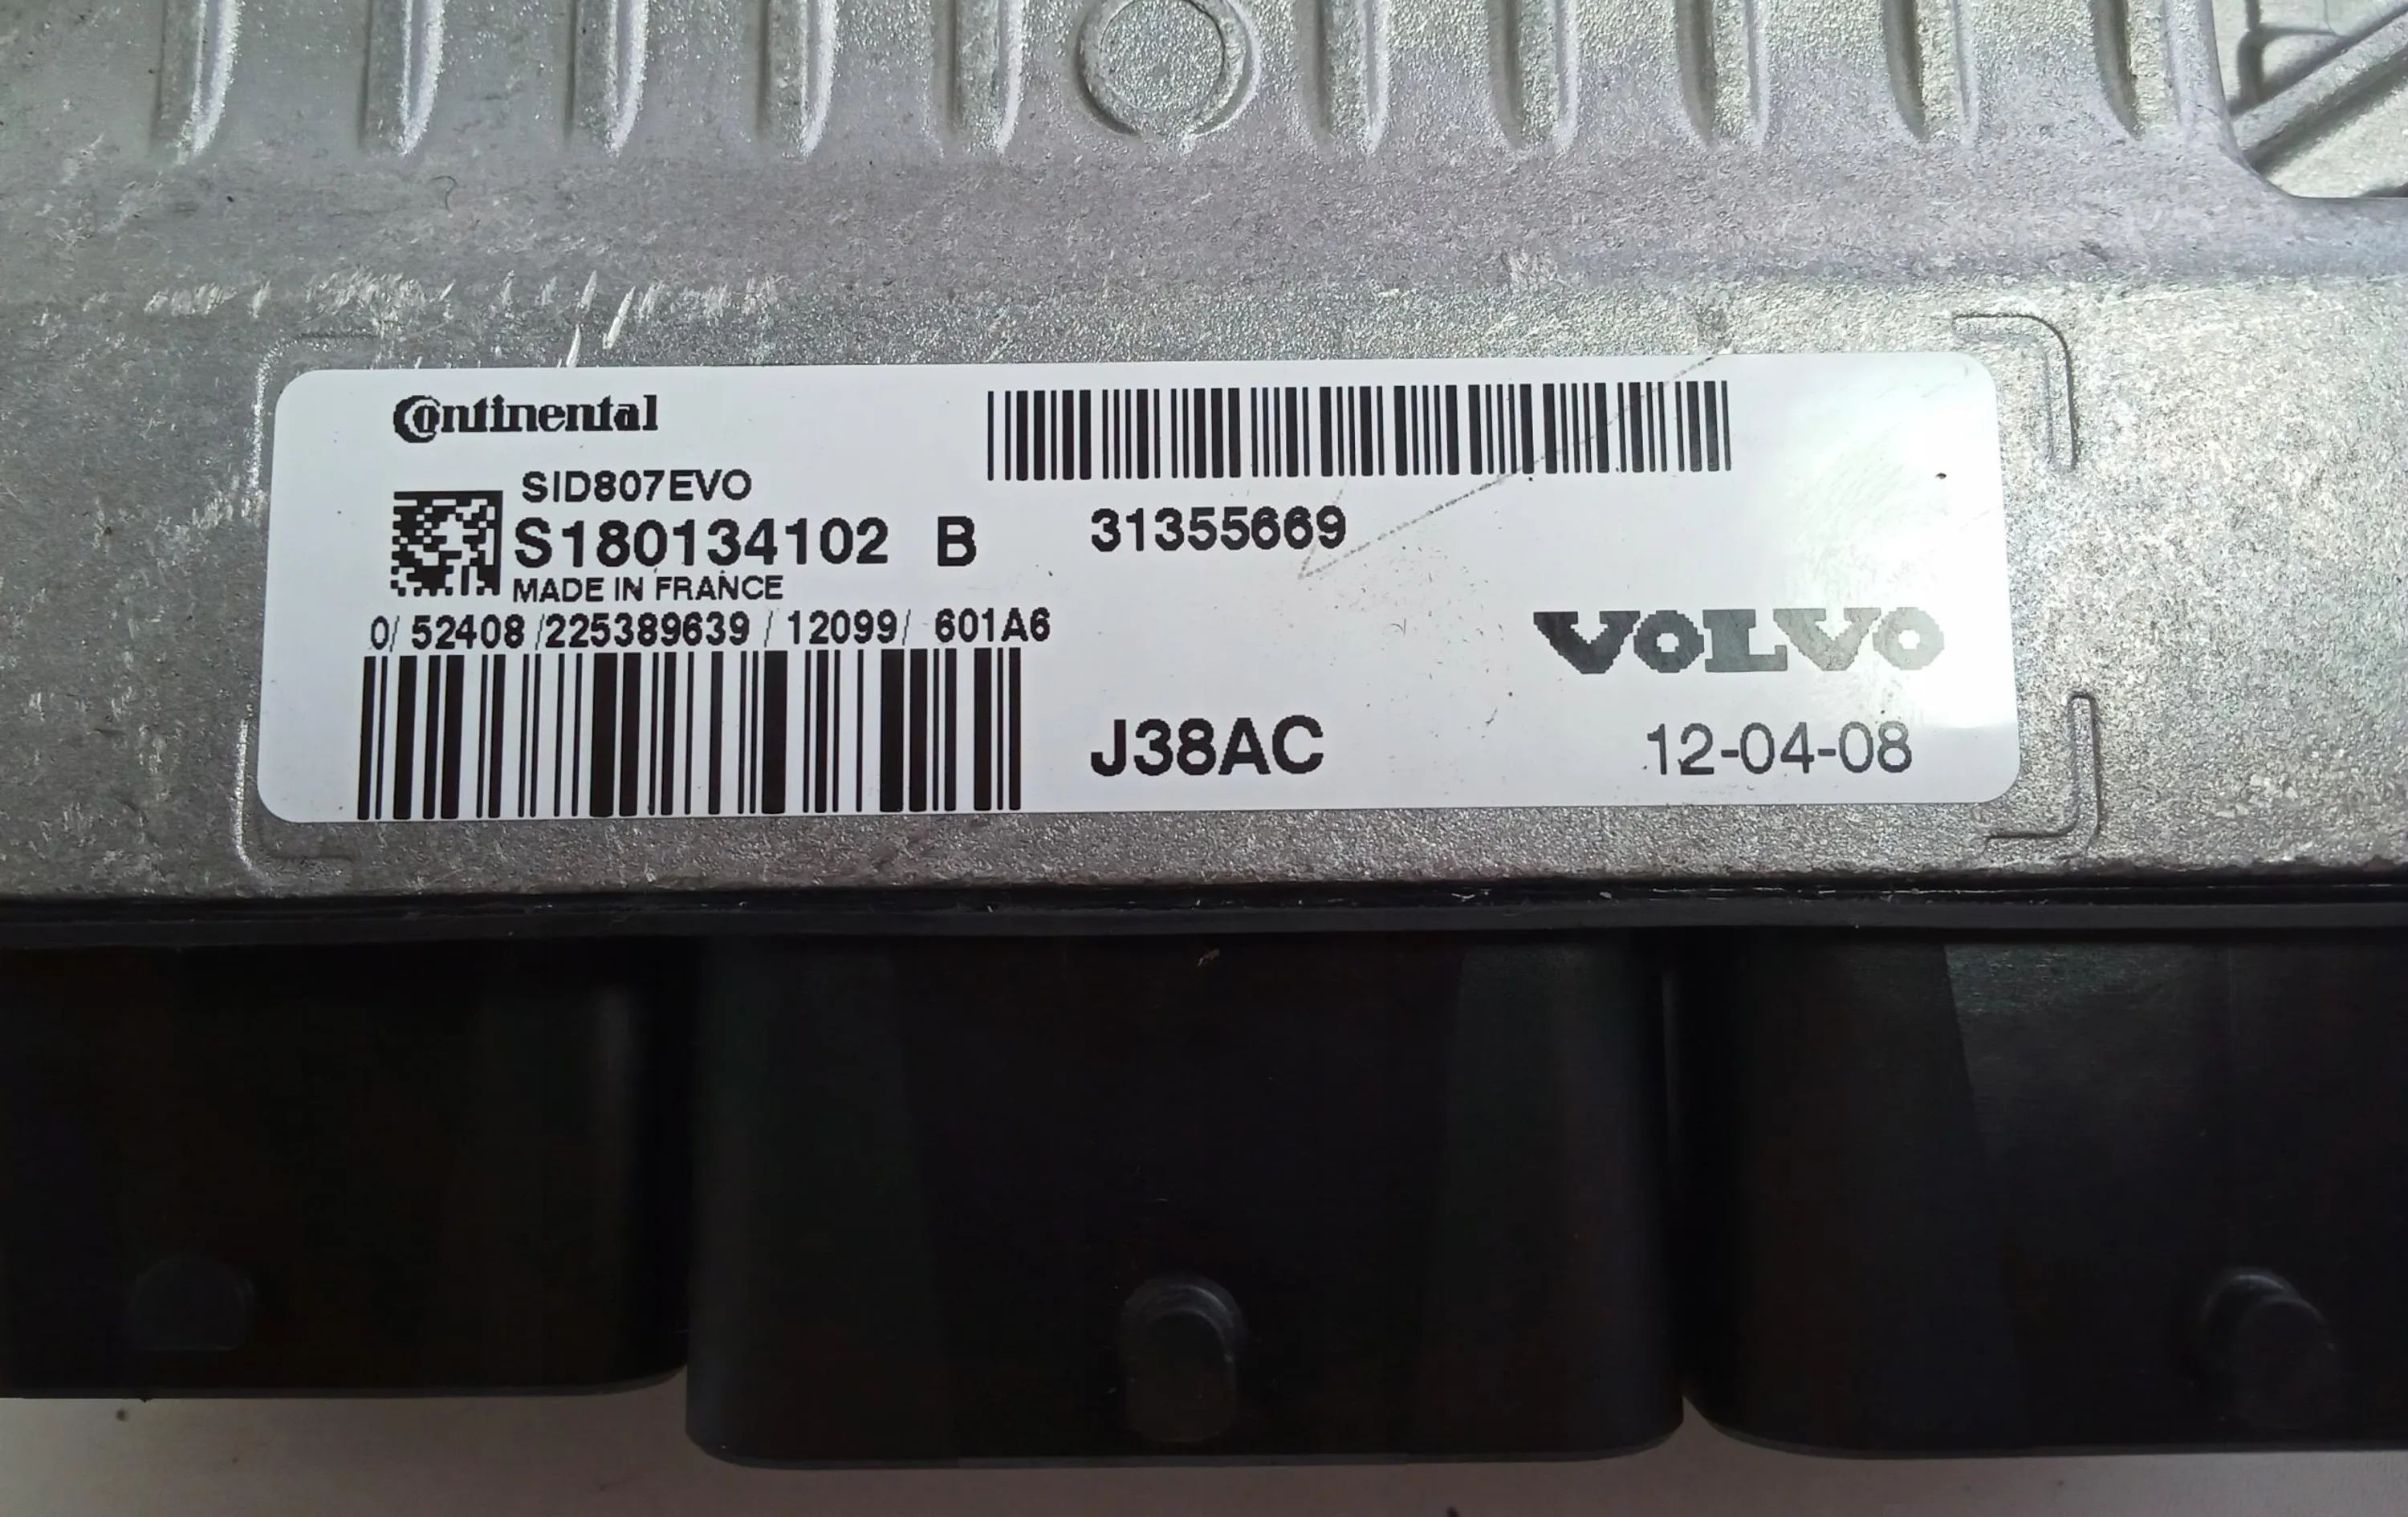 Continental
SID807EVO
S180134102 B
MADE IN FRANCE
0/ 52408 /225389639 / 12099/ 601A6
31355669
VOLVO
J38AC
12-04-08